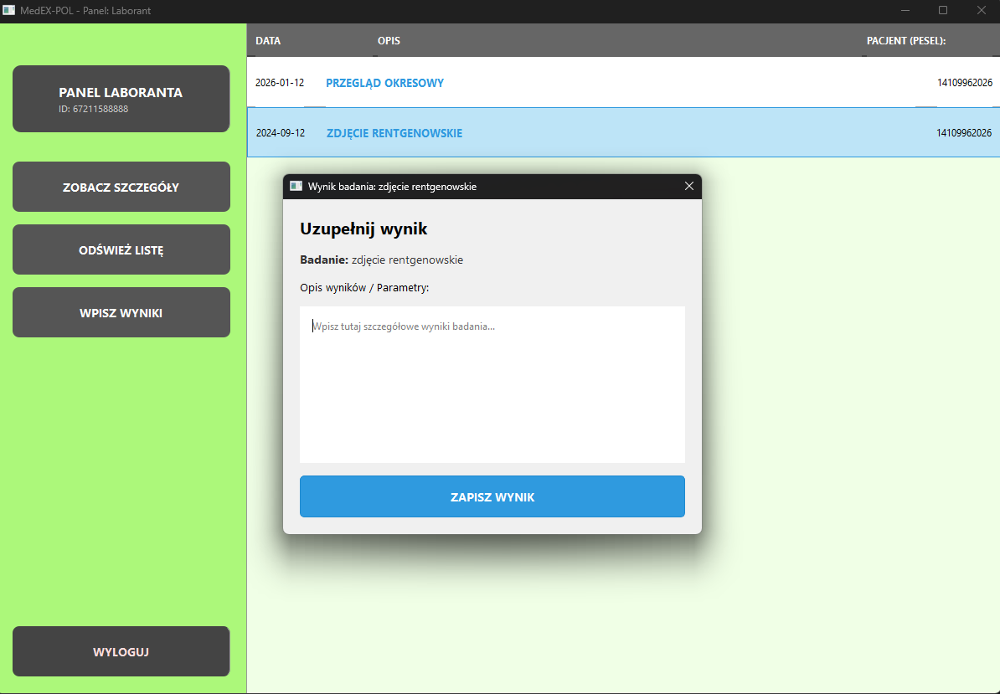 MedEX-POL - Panel: Laborant
PANEL LABORANTA
ID: 67211588888
ZOBACZ SZCZEGÓŁY
ODŚWIEŻ LISTĘ
WPISZ WYNIKI
WYLOGUJ
DATA OPIS PACJENT (PESEL):
2026-01-12 PRZEGLĄD OKRESOWY 14109962026
2024-09-12 ZDJĘCIE RENTGENOWSKIE 14109962026
Wynik badania: zdjęcie rentgenowskie
Uzupełnij wynik
Badanie: zdjęcie rentgenowskie
Opis wyników / Parametry:
Wpisz tutaj szczegółowe wyniki badania...
ZAPISZ WYNIK